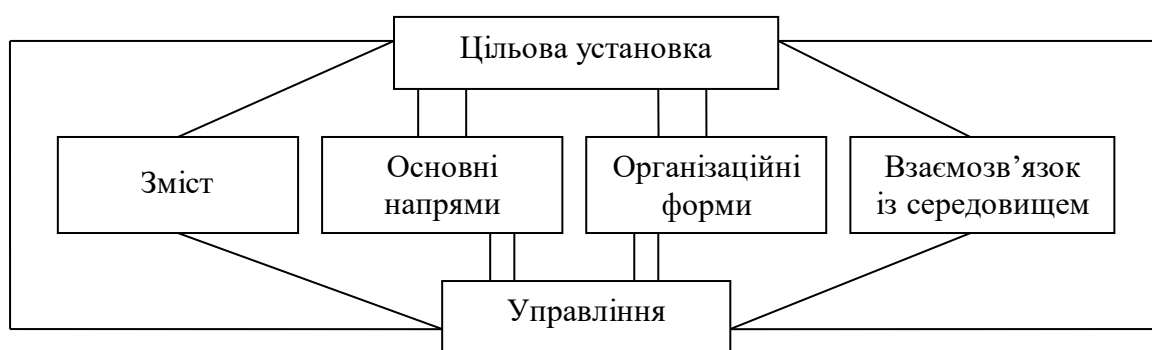 Цільова установка
Зміст
Основні
напрями
Організаційні
форми
Взаємозв’язок
із середовищем
Управління